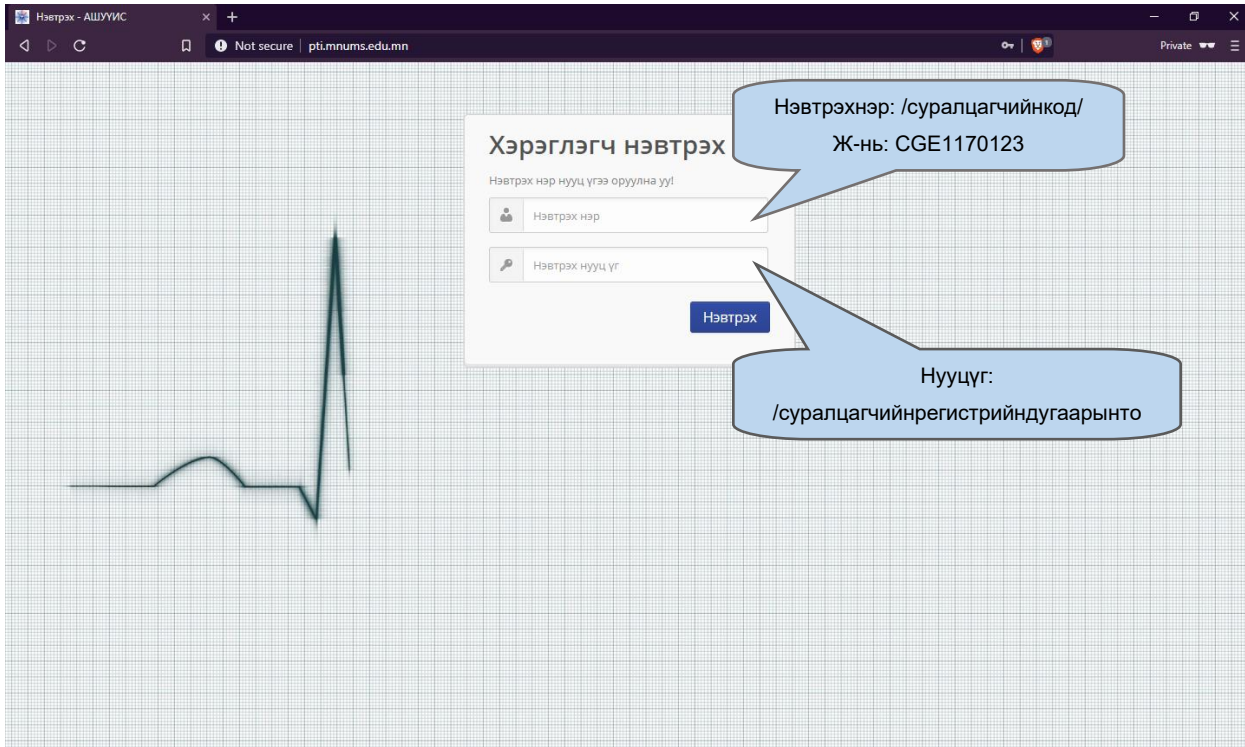 Нэвтрэх - АШУҮИС
Not secure pti.mnums.edu.mn
Private
Нэвтрэхнэр: /суралцагчийнкод/
Ж-нь: CGE1170123
Хэрэглэгч нэвтрэх
Нэвтрэх нэр нууц үгээ оруулна уу!
Нэвтрэх нэр
Нэвтрэх нууц үг
Нэвтрэх
Нууцүг:
/суралцагчийнрегистрийндугаарынто